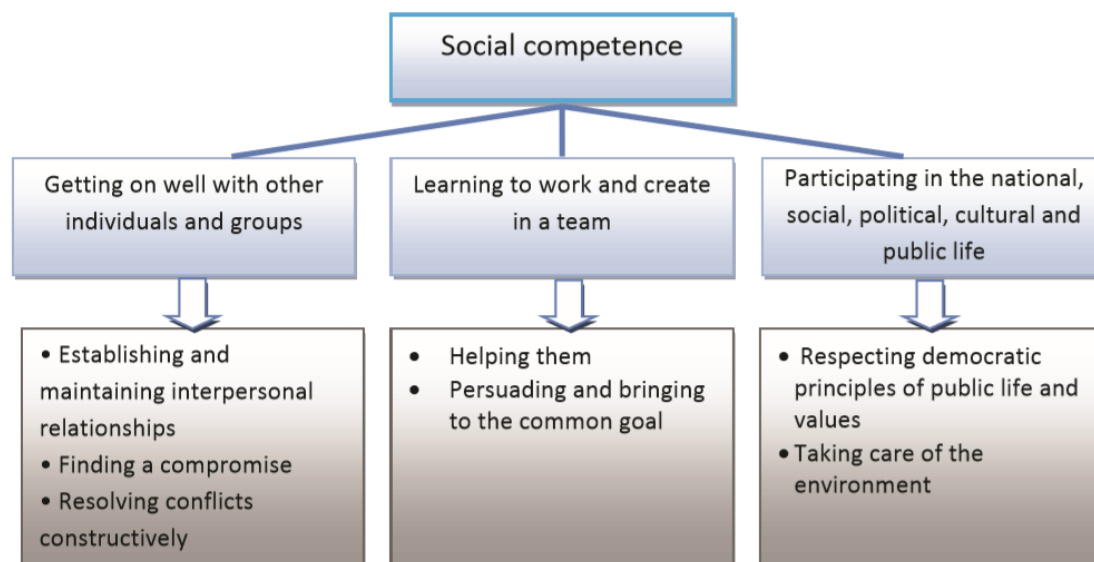 Social competence
Getting on well with other
individuals and groups
Learning to work and create
in a team
Participating in the national,
social, political, cultural and
public life
• Establishing and
maintaining interpersonal
relationships
• Finding a compromise
• Resolving conflicts
constructively
• Helping them
• Persuading and bringing
to the common goal
• Respecting democratic
principles of public life and
values
• Taking care of the
environment